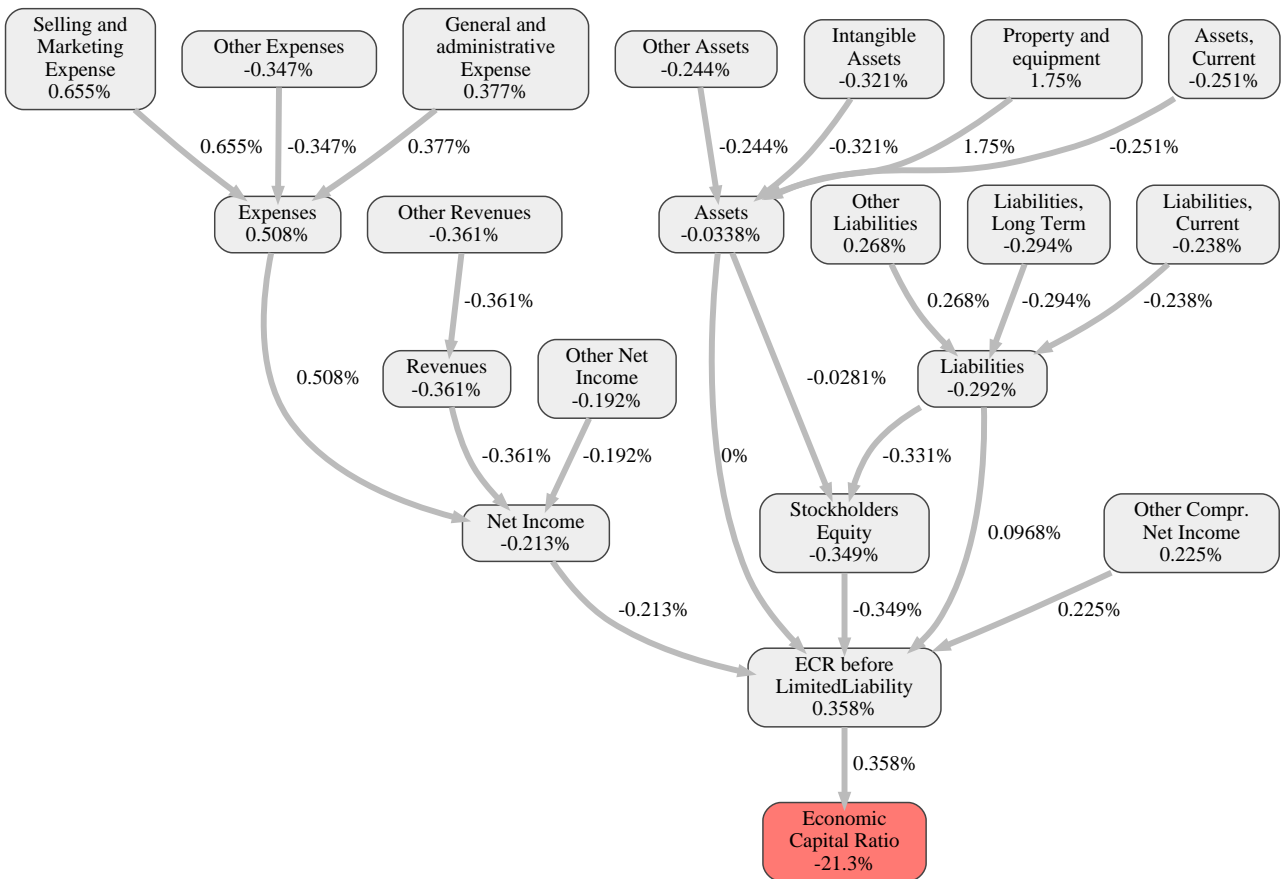 Selling and
Marketing
Expense
0.655%
Other Expenses
-0.347%
General and
administrative
Expense
0.377%
Other Assets
-0.244%
Intangible
Assets
-0.321%
Property and
equipment
1.75%
Assets,
Current
-0.251%
0.655%
-0.347%
0.377%
-0.244%
-0.321%
1.75%
-0.251%
Expenses
0.508%
Other Revenues
-0.361%
Assets
-0.0338%
Other
Liabilities
0.268%
Liabilities,
Long Term
-0.294%
Liabilities,
Current
-0.238%
-0.361%
0.268%
-0.294%
-0.238%
0.508%
Revenues
-0.361%
Other Net
Income
-0.192%
-0.0281%
Liabilities
-0.292%
-0.361%
-0.192%
0%
-0.331%
Net Income
-0.213%
Stockholders
Equity
-0.349%
0.0968%
Other Compr.
Net Income
0.225%
-0.213%
-0.349%
0.225%
ECR before
LimitedLiability
0.358%
0.358%
Economic
Capital Ratio
-21.3%